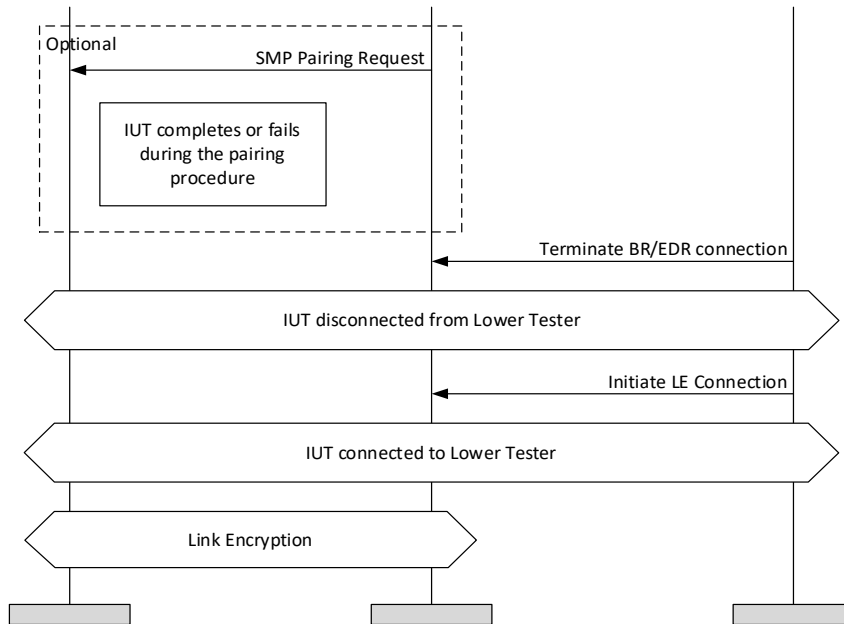 Optional
SMP Pairing Request
IUT completes or fails
during the pairing
procedure
Terminate BR/EDR connection
IUT disconnected from Lower Tester
Initiate LE Connection
IUT connected to Lower Tester
Link Encryption